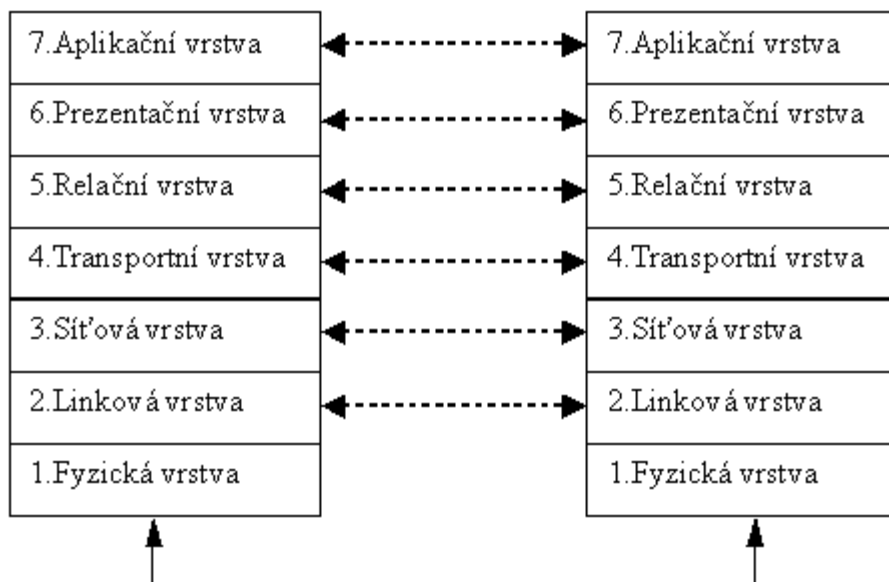 7.Aplikační vrstva
6.Prezentační vrstva
5.Relační vrstva
4.Transportní vrstva
3.Síťová vrstva
2.Linková vrstva
1.Fyzická vrstva
7.Aplikační vrstva
6.Prezentační vrstva
5.Relační vrstva
4.Transportní vrstva
3.Síťová vrstva
2.Linková vrstva
1.Fyzická vrstva